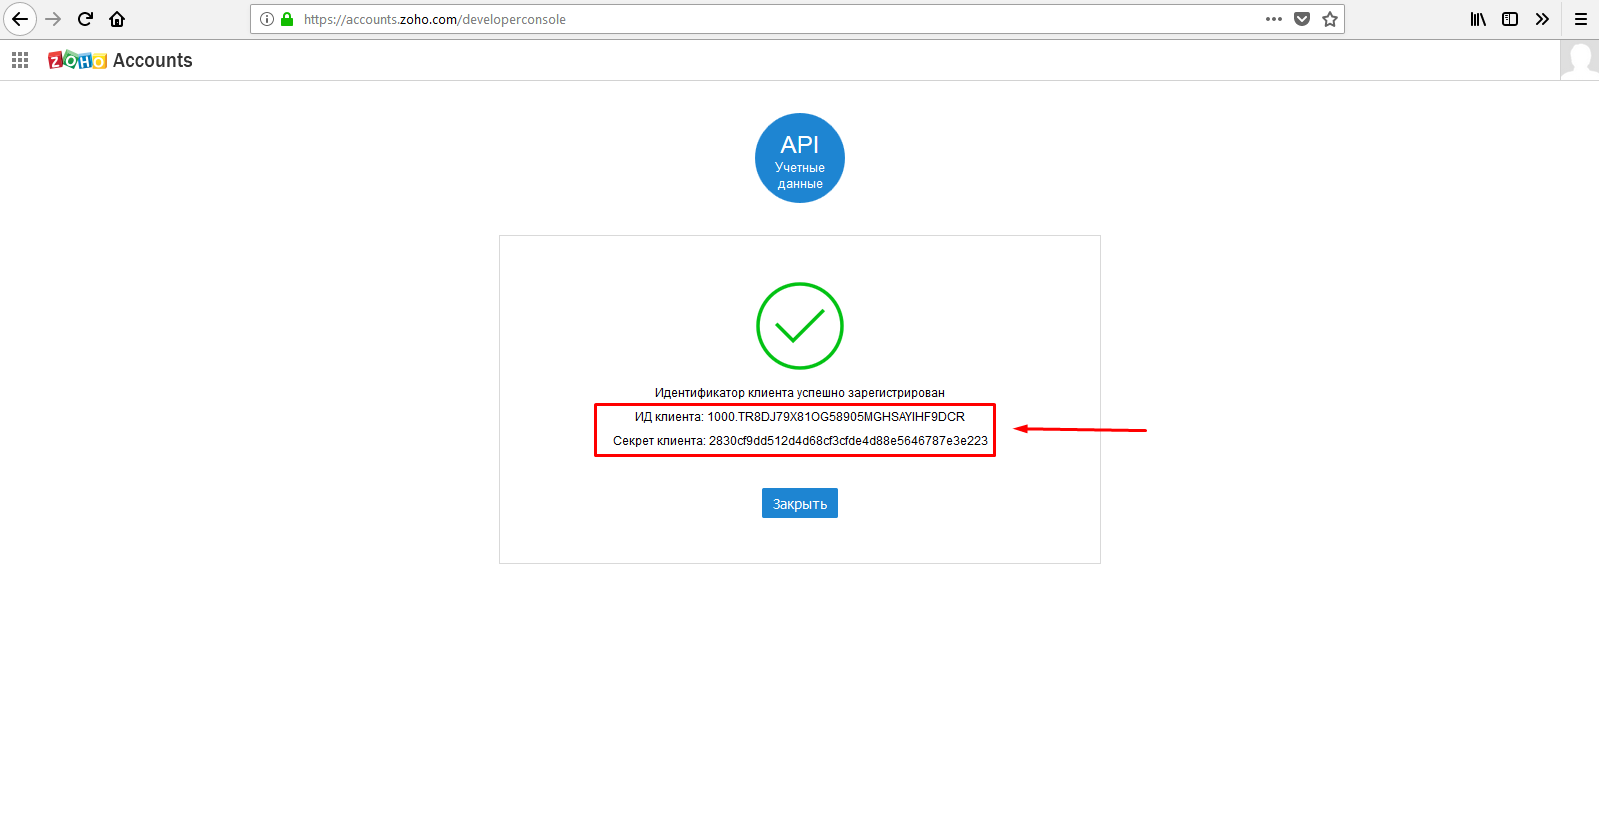 https://accounts.zoho.com/developerconsole
ZOHO Accounts
API
Учетные
данные
Идентификатор клиента успешно зарегистрирован
ИД клиента: 1000.TR8DJ79X81OG58905MGHSAYIHF9DCR
Секрет клиента: 2830cf9dd512d4d68cf3cfde4d88e5646787e3e223
Закрыть